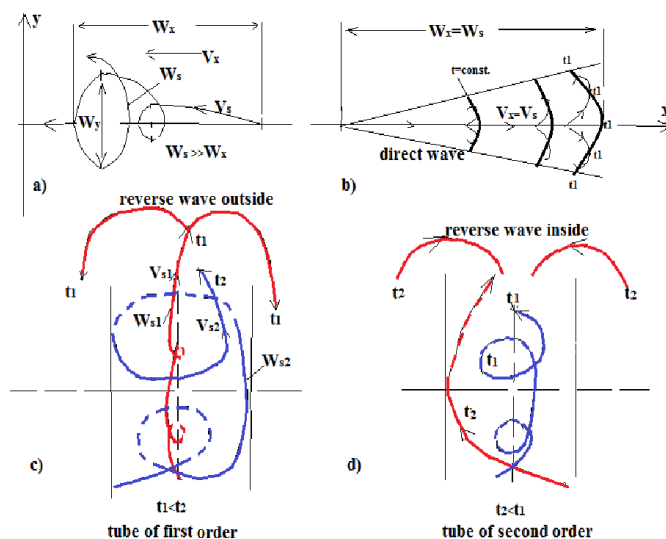 y
Wx
Vx
Ws
Vs
Wy
Ws >> Wx
a)
Wx=Ws
t=const.
t1
t1
t1
t1
t1
Vx=Vs
x
direct wave
b)
reverse wave outside
t1
t1
t1
t2
Vs1
Ws1
Vs2
Ws2
c)
t1<t2
tube of first order
reverse wave inside
t2
t2
t1
t1
t2
d)
t2<t1
tube of second order